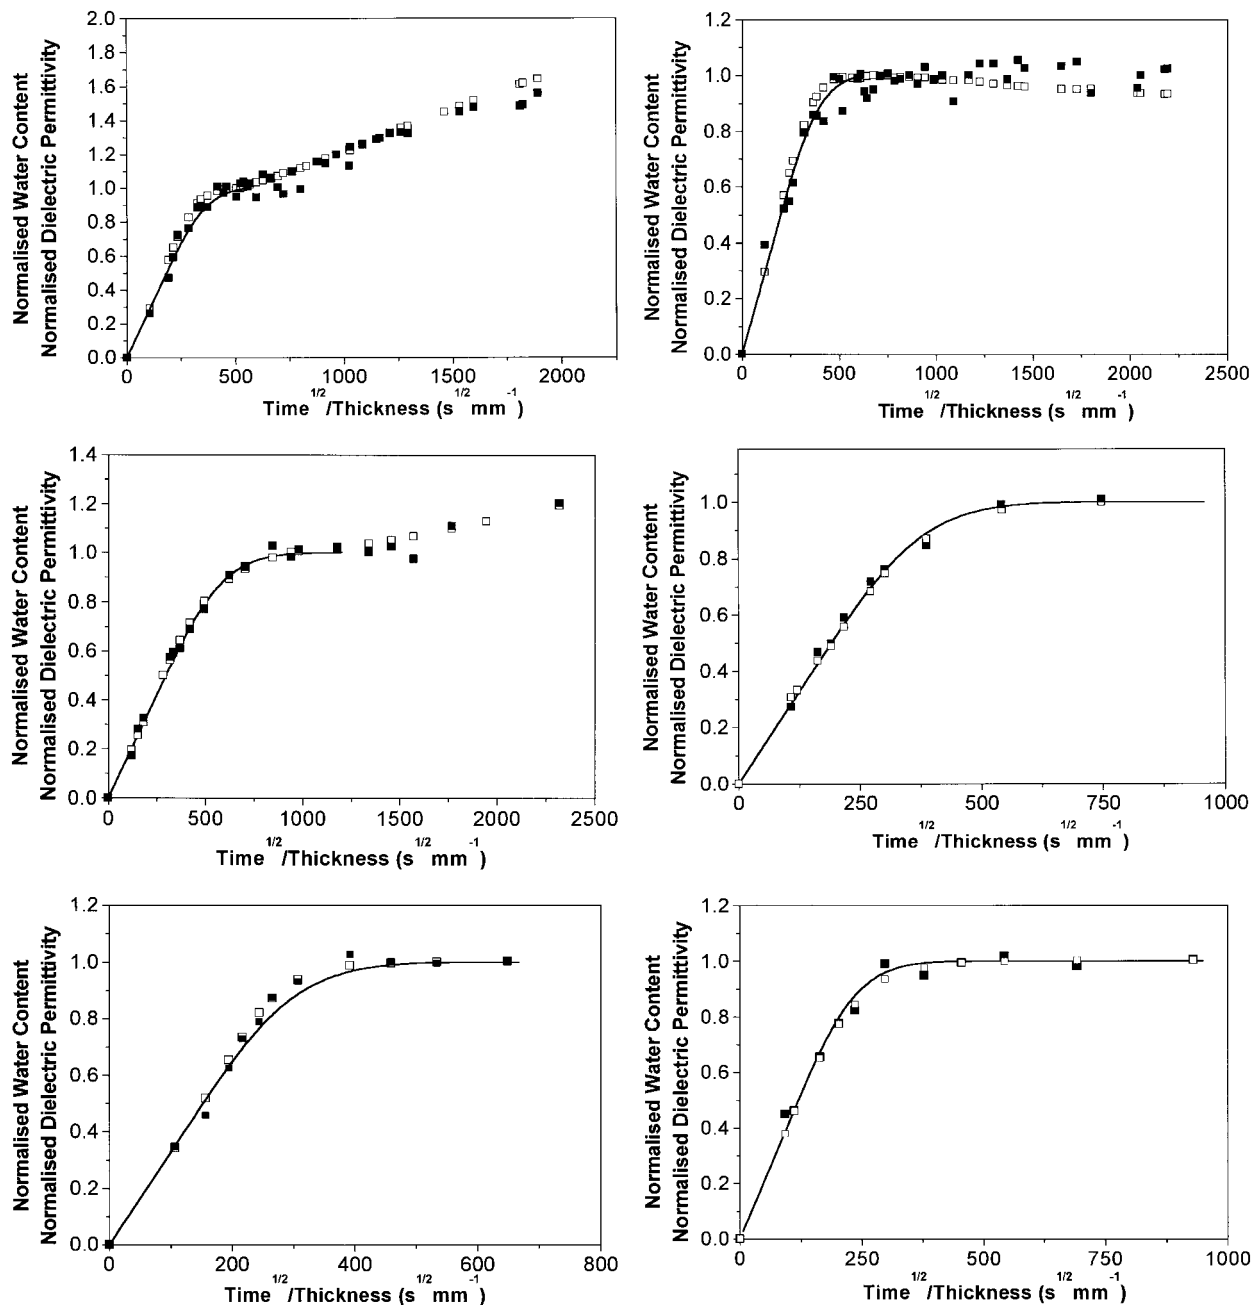 Normalised Water Content
Normalised Dielectric Permittivity
2.0
1.8
1.6
1.4
1.2
1.0
0.8
0.6
0.4
0.2
0.0
0 500 1000 1500 2000
Time 1/2 /Thickness (s 1/2 mm -1 )
Normalised Water Content
Normalised Dielectric Permittivity
1.2
1.0
0.8
0.6
0.4
0.2
0.0
0 500 1000 1500 2000 2500
Time 1/2 /Thickness (s 1/2 mm -1 )
Normalised Water Content
Normalised Dielectric Permittivity
1.4
1.2
1.0
0.8
0.6
0.4
0.2
0.0
0 500 1000 1500 2000 2500
Time 1/2 /Thickness (s 1/2 mm -1 )
Normalised Water Content
Normalised Dielectric Permittivity
1.0
0.8
0.6
0.4
0.2
0.0
0 250 500 750 1000
Time 1/2 /Thickness (s 1/2 mm -1 )
Normalised Water Content
Normalised Dielectric Permittivity
1.2
1.0
0.8
0.6
0.4
0.2
0.0
0 200 400 600 800
Time 1/2 /Thickness (s 1/2 mm -1 )
Normalised Water Content
Normalised Dielectric Permittivity
1.2
1.0
0.8
0.6
0.4
0.2
0.0
0 250 500 750 1000
Time 1/2 /Thickness (s 1/2 mm -1 )